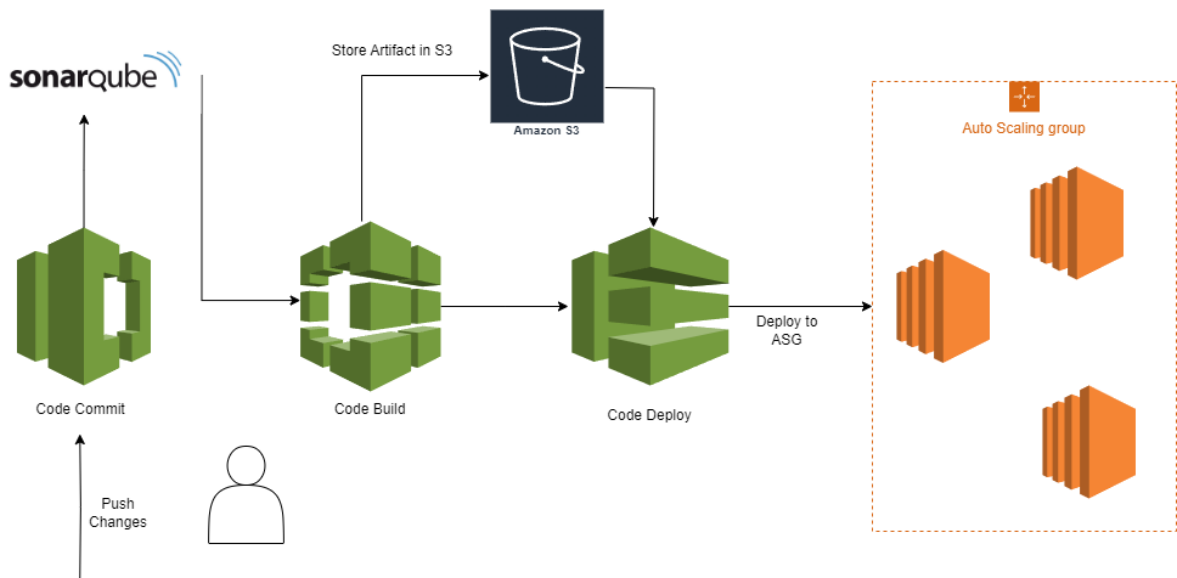 Store Artifact in S3
sonarqube
Amazon S3
Auto Scaling group
Deploy to
ASG
Code Commit
Code Build
Code Deploy
Push
Changes